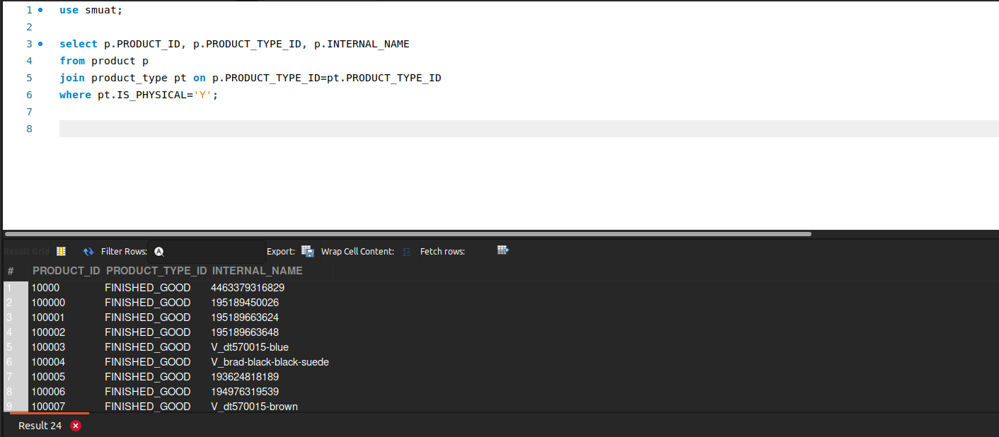 1 use smuat;
2
3 select p.PRODUCT_ID, p.PRODUCT_TYPE_ID, p.INTERNAL_NAME
4 from product p
5 join product_type pt on p.PRODUCT_TYPE_ID=pt.PRODUCT_TYPE_ID
6 where pt.IS_PHYSICAL='Y';
7
8
Result Grid Filter Rows: Export: Wrap Cell Content: Fetch rows:
# PRODUCT_ID PRODUCT_TYPE_ID INTERNAL_NAME
1 10000 FINISHED_GOOD 4463379316829
2 100000 FINISHED_GOOD 195189450026
3 100001 FINISHED_GOOD 195189663624
4 100002 FINISHED_GOOD 195189663648
5 100003 FINISHED_GOOD V_dt570015-blue
6 100004 FINISHED_GOOD V_brad-black-black-suede
7 100005 FINISHED_GOOD 193624818189
8 100006 FINISHED_GOOD 194976319539
9 100007 FINISHED_GOOD V_dt570015-brown
Result 24